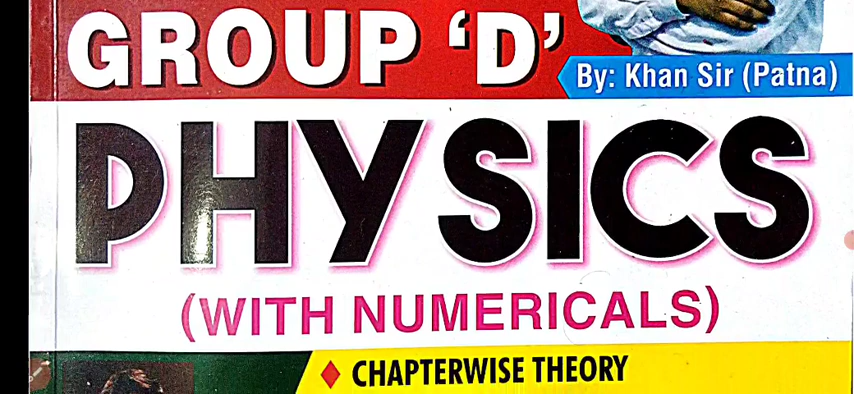 GROUP 'D'
By: Khan Sir (Patna)
PHYSICS
(WITH NUMERICALS)
CHAPTERWISE THEORY